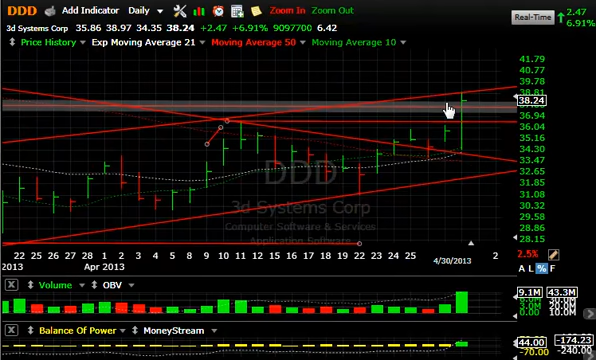 DDD Add Indicator Daily Zoom In Zoom Out
3d Systems Corp 35.86 38.97 34.35 38.24 +2.47 +6.91% 9097700 6.42
Real-Time 2.47 6.91%
Price History Exp Moving Average 21 Moving Average 50 Moving Average 10
41.79
40.77
39.78
38.81
38.24
36.94
36.04
35.16
34.30
33.47
32.65
31.85
31.08
30.32
29.58
28.86
28.15
DDD
3d Systems Corp
Computer Software & Services
Application Software
22 25 26 27 28 1 2 3 4 5 8 9 10 11 12 15 16 17 18 19 22 23 24 25 4/30/2013 2
2013 Apr 2013
2.5%
A L % F
X Volume OBV
9.1M 43.3M
X Balance Of Power MoneyStream
44.00 -174.23
-70.00 -240.00